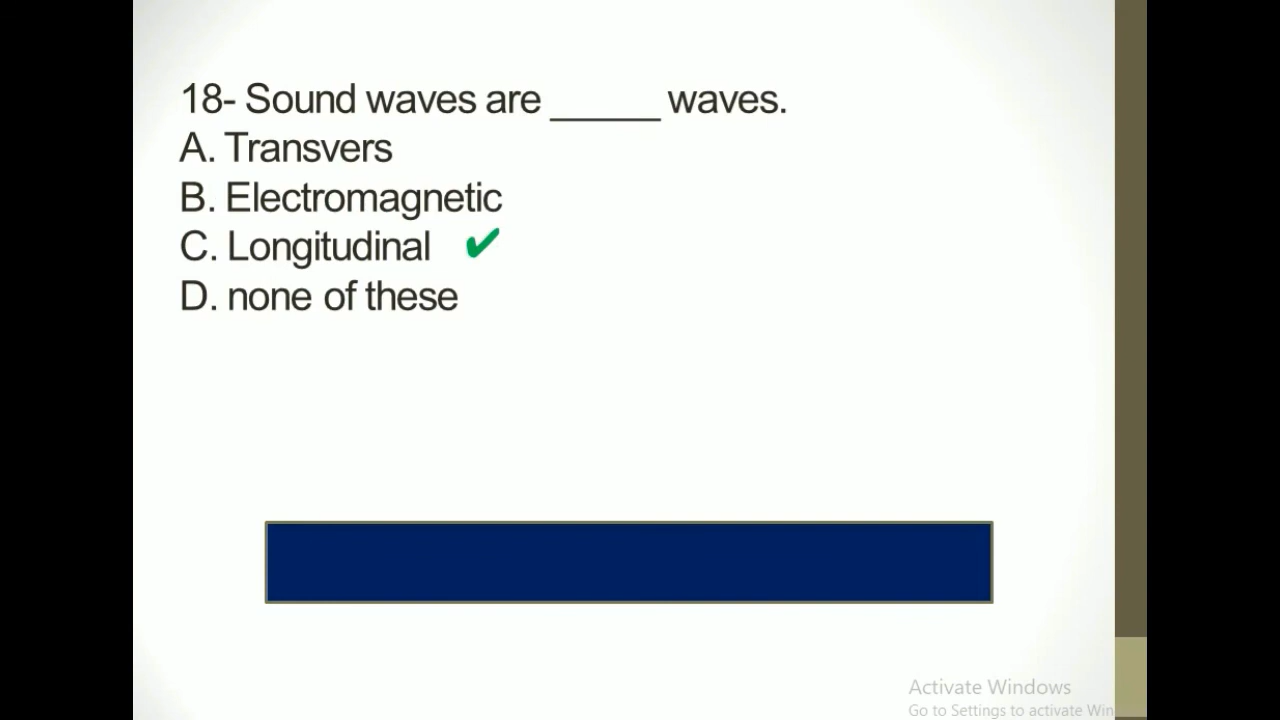 18- Sound waves are _____ waves.
A. Transvers
B. Electromagnetic
C. Longitudinal ✔
D. none of these
Activate Windows
Go to Settings to activate Win